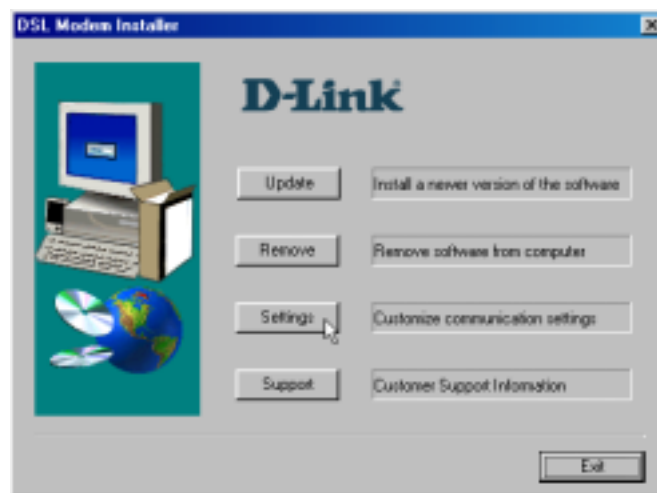 DSL Modem Installer
D-Link
Update Install a newer version of the software
Remove Remove software from computer
Settings Customize communication settings
Support Customer Support Information
Exit